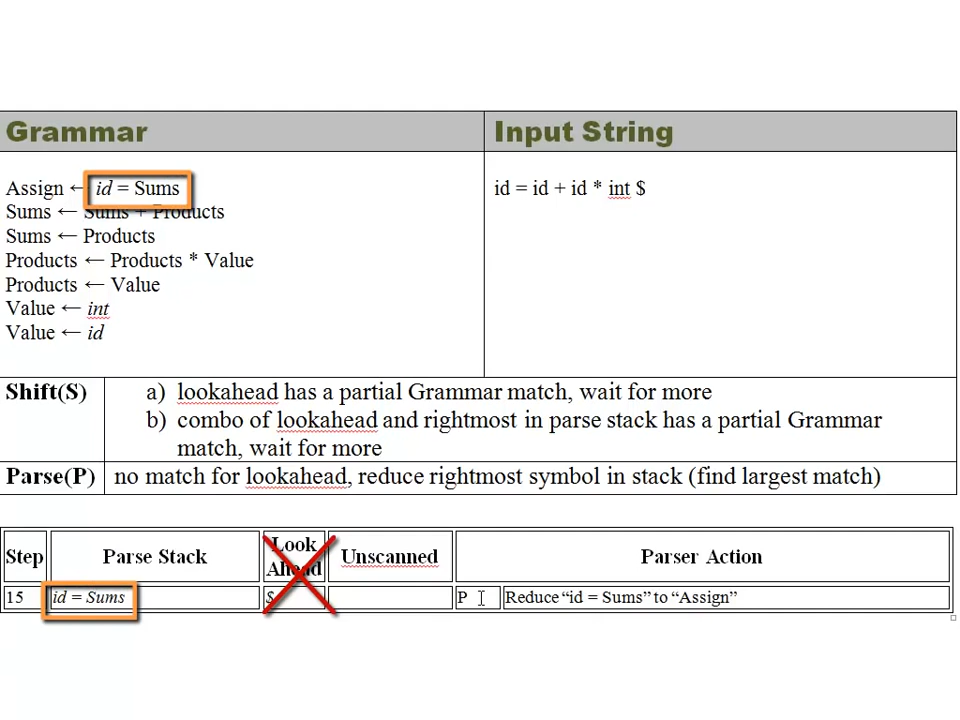 Grammar
Input String
Assign ← id = Sums
Sums ← Sums + Products
Sums ← Products
Products ← Products * Value
Products ← Value
Value ← int
Value ← id
id = id + id * int $
Shift(S)
a) lookahead has a partial Grammar match, wait for more
b) combo of lookahead and rightmost in parse stack has a partial Grammar
match, wait for more
Parse(P)
no match for lookahead, reduce rightmost symbol in stack (find largest match)
Step
Parse Stack
Look
Ahead
Unscanned
Parser Action
15
id = Sums
$
P
Reduce “id = Sums” to “Assign”